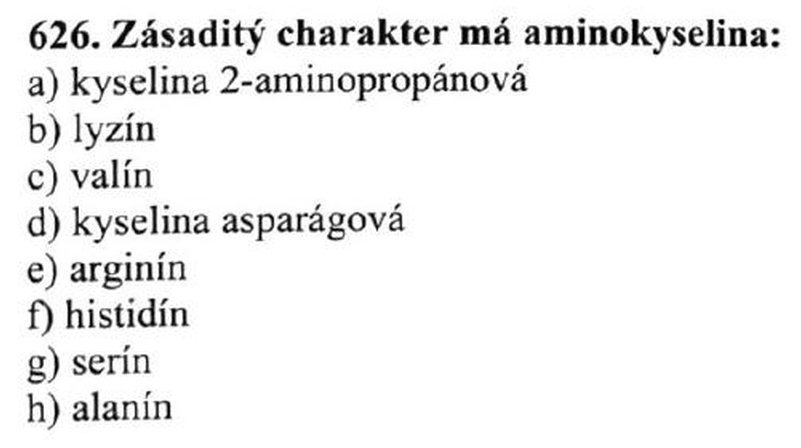 626. Zásaditý charakter má aminokyselina:
a) kyselina 2-aminopropánová
b) lyzín
c) valín
d) kyselina asparágová
e) arginín
f) histidín
g) serín
h) alanín